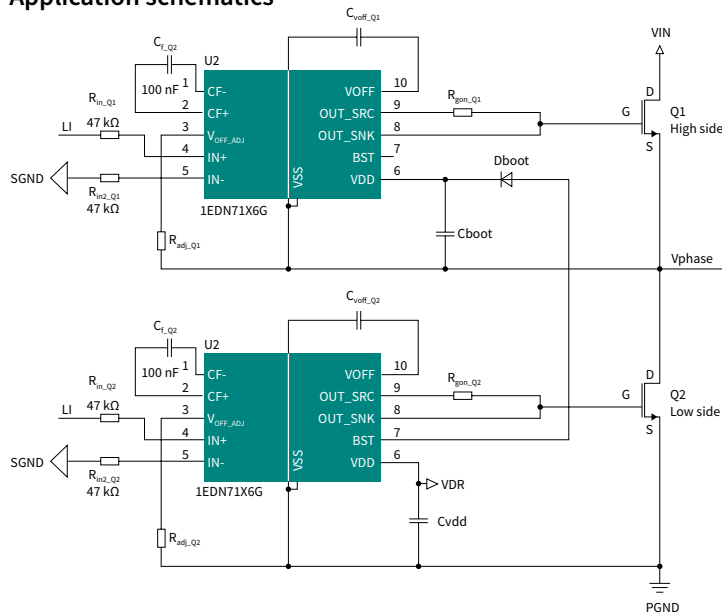 Application schematics
C_voff_Q1
VIN
C_f_Q2
U2
D
100 nF
1
CF-
VOFF
10
R_in_Q1
2
CF+
OUT_SRC
9
R_gon_Q1
Q1
G
LI
47 kΩ
3
V_OFF_ADJ
OUT_SNK
8
High side
4
IN+
BST
7
S
SGND
5
IN-
VSS
VDD
6
Dboot
R_in2_Q1
47 kΩ
1EDN71X6G
Cboot
R_adj_Q1
Vphase
C_voff_Q2
C_f_Q2
U2
100 nF
1
CF-
VOFF
10
D
R_in_Q2
2
CF+
OUT_SRC
9
R_gon_Q2
G
Q2
LI
47 kΩ
3
V_OFF_ADJ
OUT_SNK
8
Low side
4
IN+
BST
7
S
SGND
5
IN-
VSS
VDD
6
R_in2_Q2
47 kΩ
1EDN71X6G
VDR
Cvdd
R_adj_Q2
PGND